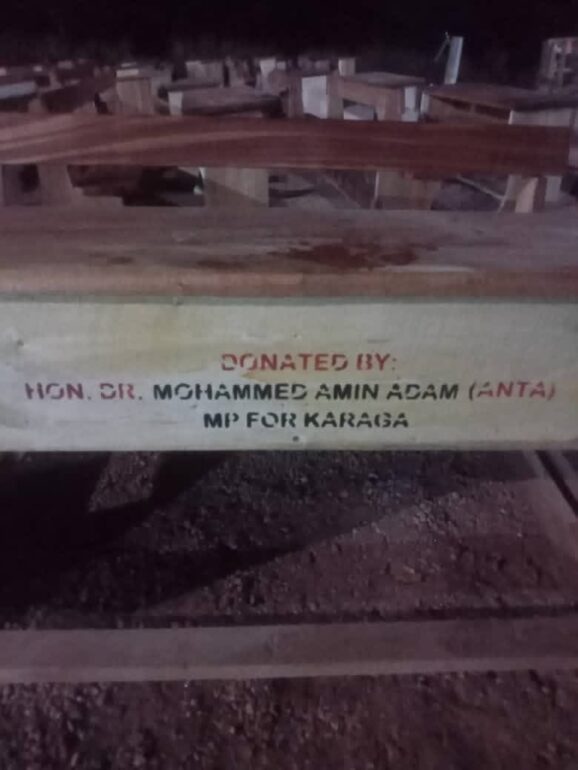 DONATED BY:
HON. DR. MOHAMMED AMIN ADAM (ANTA)
MP FOR KARAGA